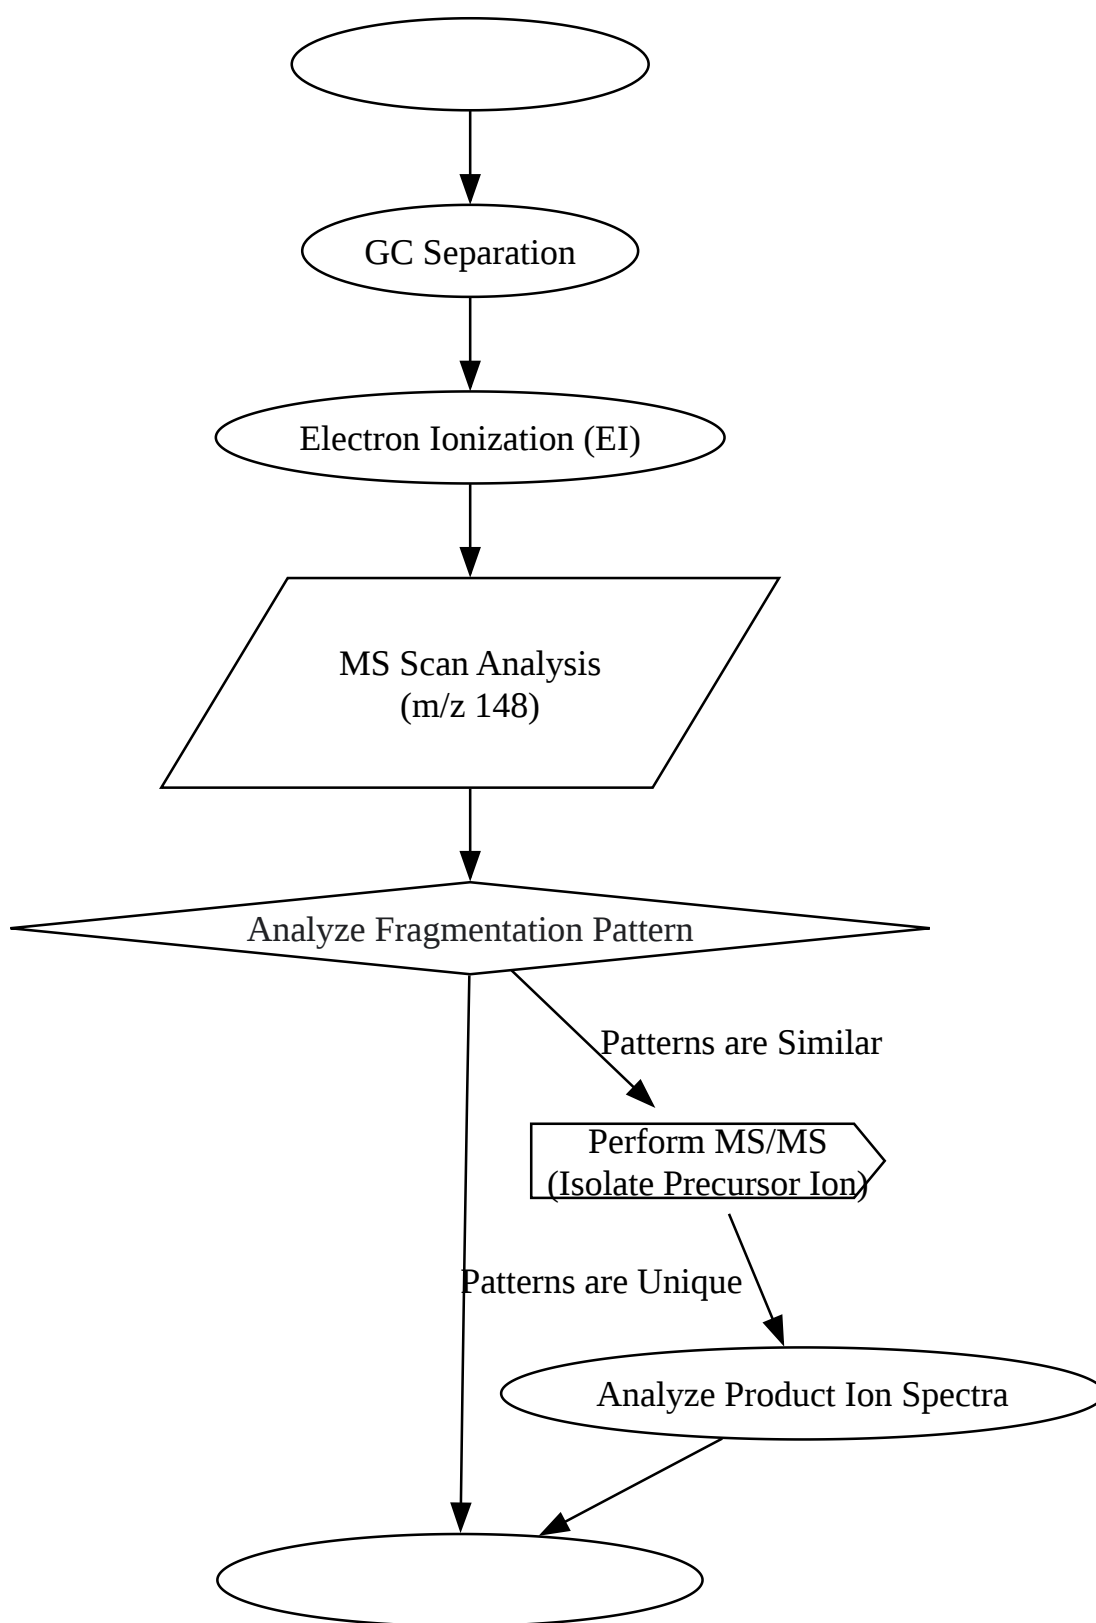 GC Separation
Electron Ionization (EI)
MS Scan Analysis
(m/z 148)
Analyze Fragmentation Pattern
Patterns are Similar
Perform MS/MS
(Isolate Precursor Ion)
Patterns are Unique
Analyze Product Ion Spectra